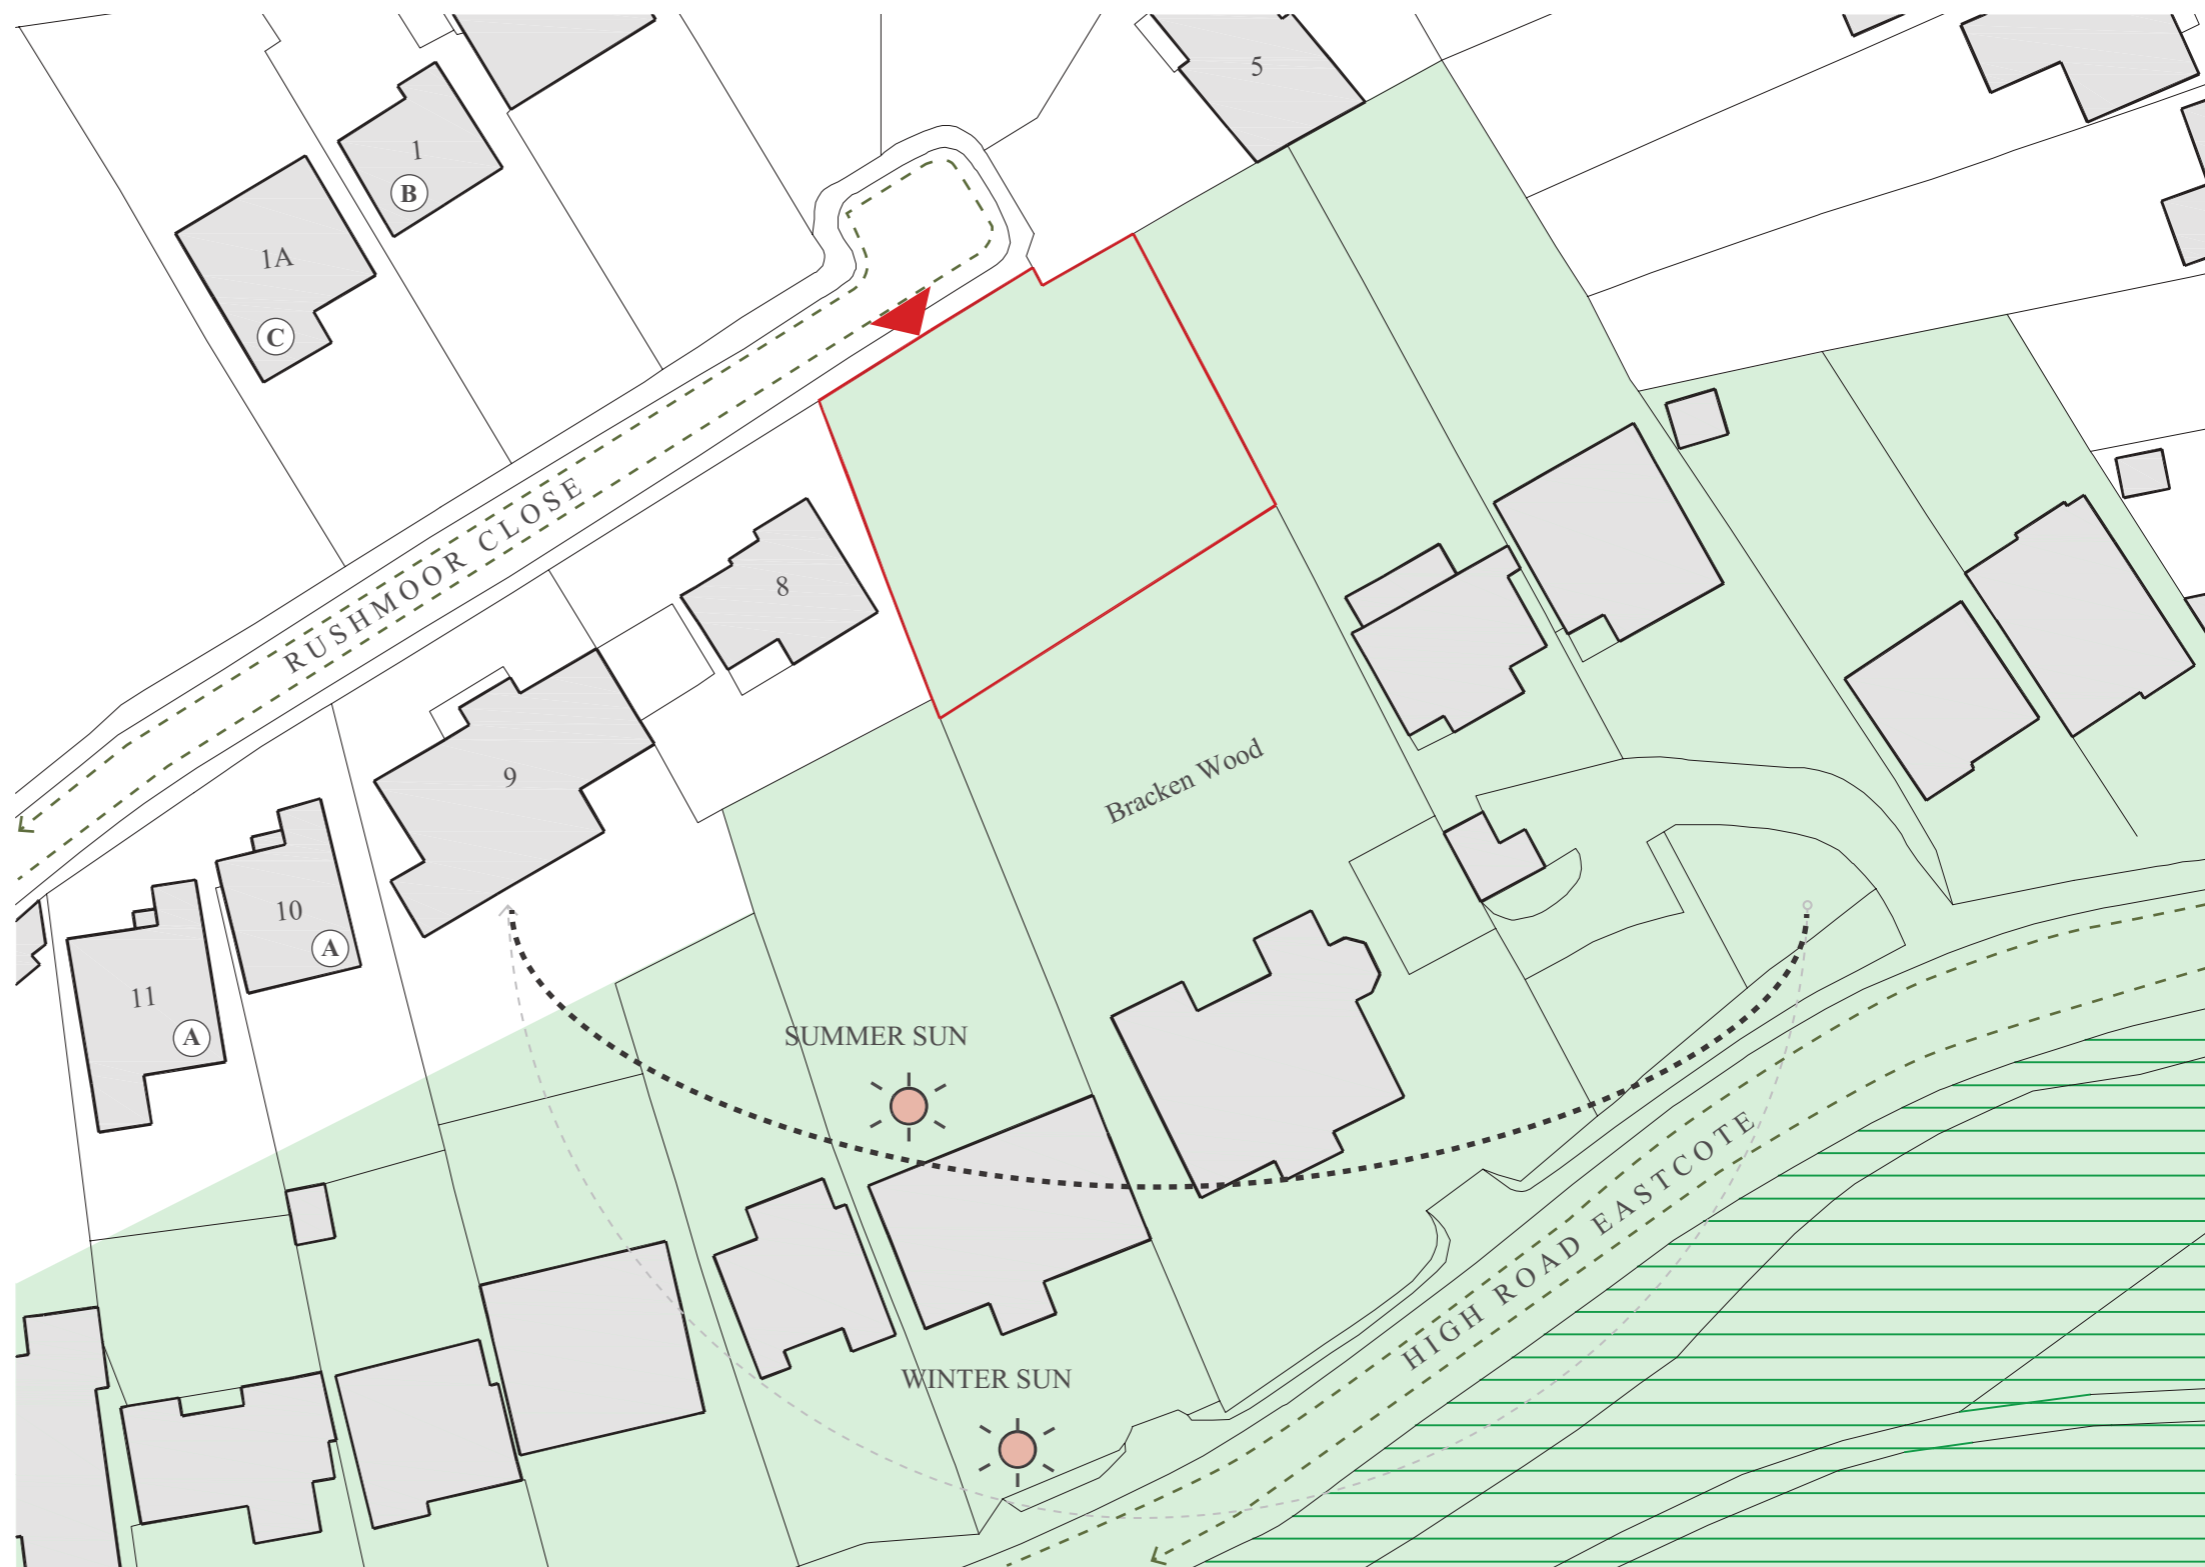 5
1
B
1A
C
RUSHMOOR CLOSE
8
9
Bracken Wood
10
A
11
A
SUMMER SUN
HIGH ROAD EASTCOTE
WINTER SUN